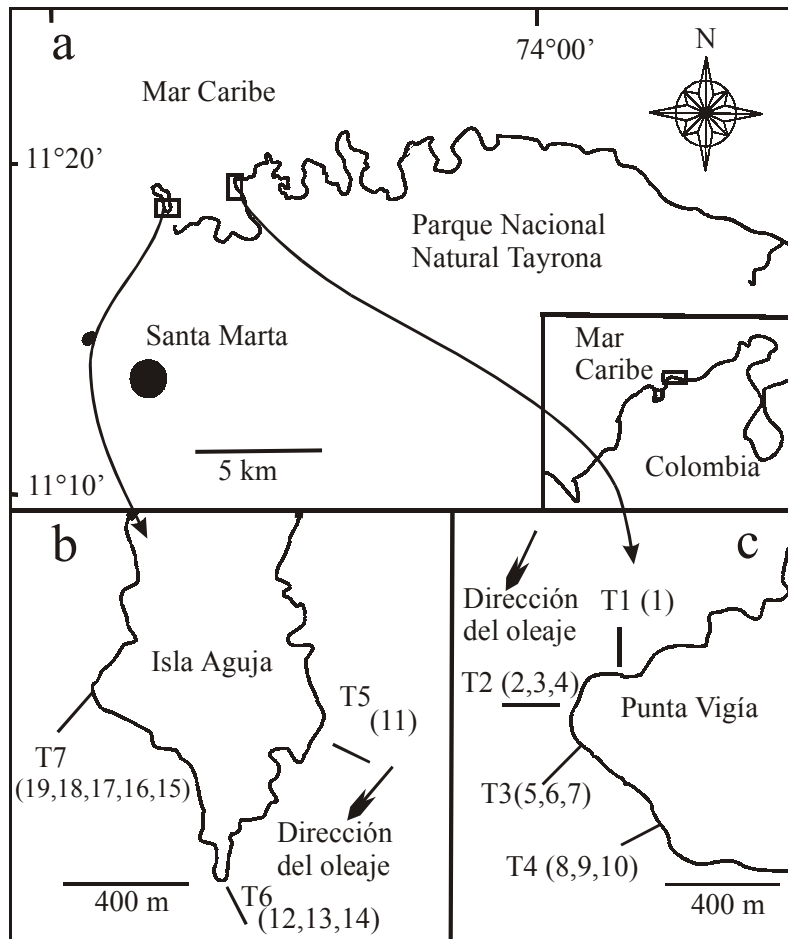 a
74°00’
N
Mar Caribe
11°20’
Parque Nacional
Natural Tayrona
Santa Marta
5 km
11°10’
Mar
Caribe
Colombia
b
Isla Aguja
T5
(11)
T7
(19,18,17,16,15)
Dirección
del oleaje
400 m
T6
(12,13,14)
c
Dirección
del oleaje
T1 (1)
T2 (2,3,4)
Punta Vigía
T3(5,6,7)
T4 (8,9,10)
400 m